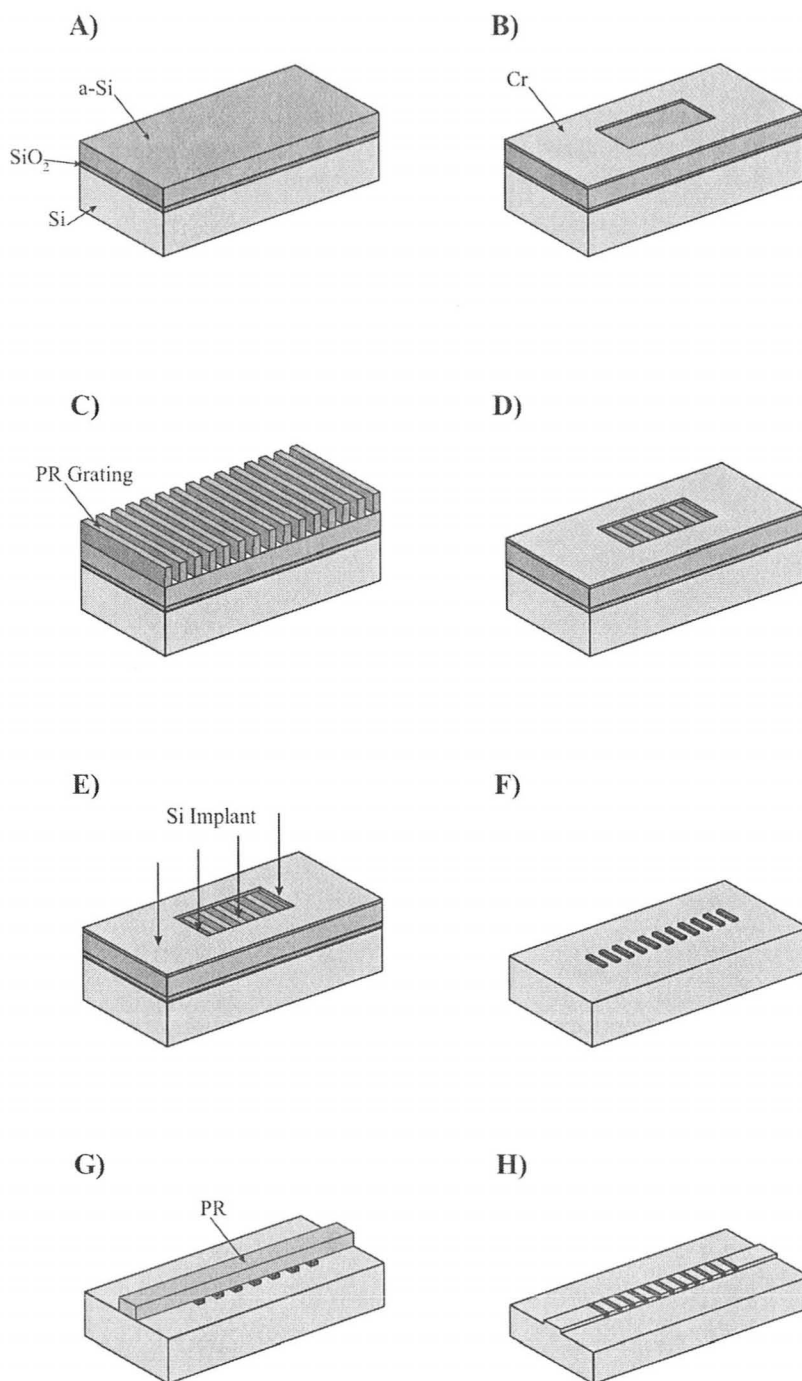 A)
B)
a-Si
Cr
SiO2
Si
C)
D)
PR Grating
E)
F)
Si Implant
G)
H)
PR